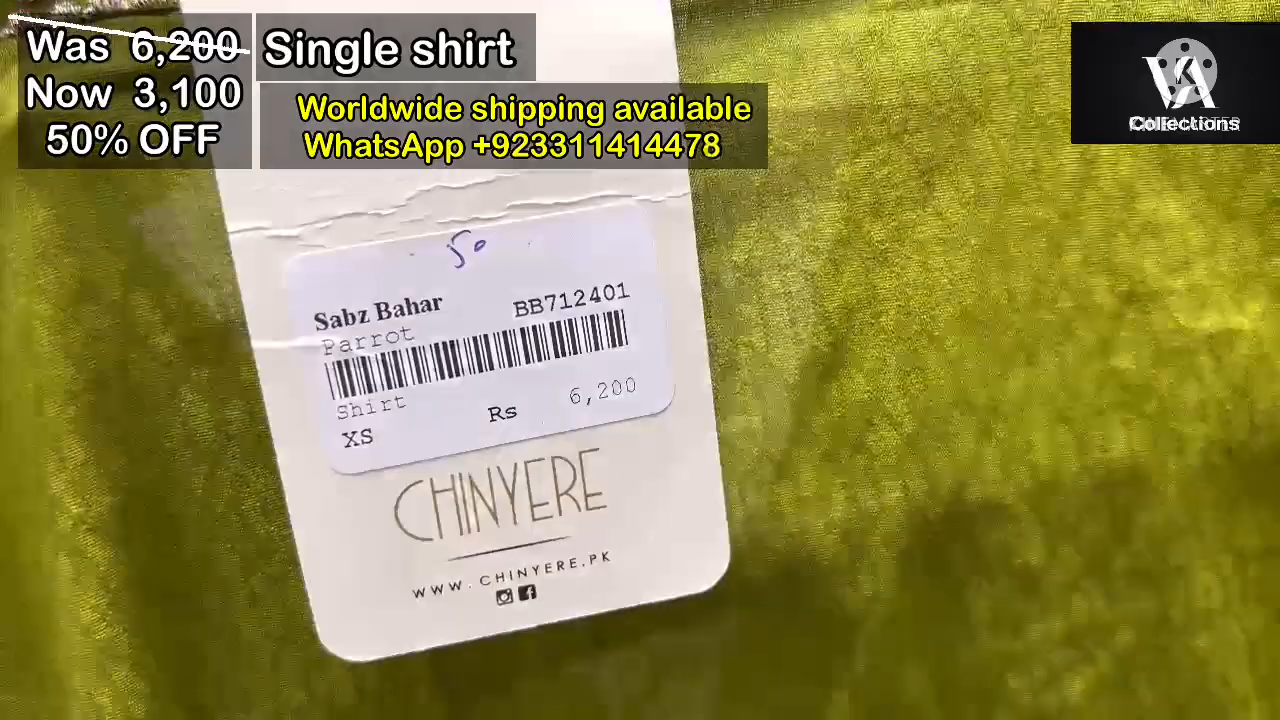 Was 6,200
Now 3,100
50% OFF
Single shirt
Worldwide shipping available
WhatsApp +923311414478
VA
Collections
50
Sabz Bahar BB712401
Parrot
Shirt
Rs 6,200
XS
CHINYERE
WWW.CHINYERE.PK